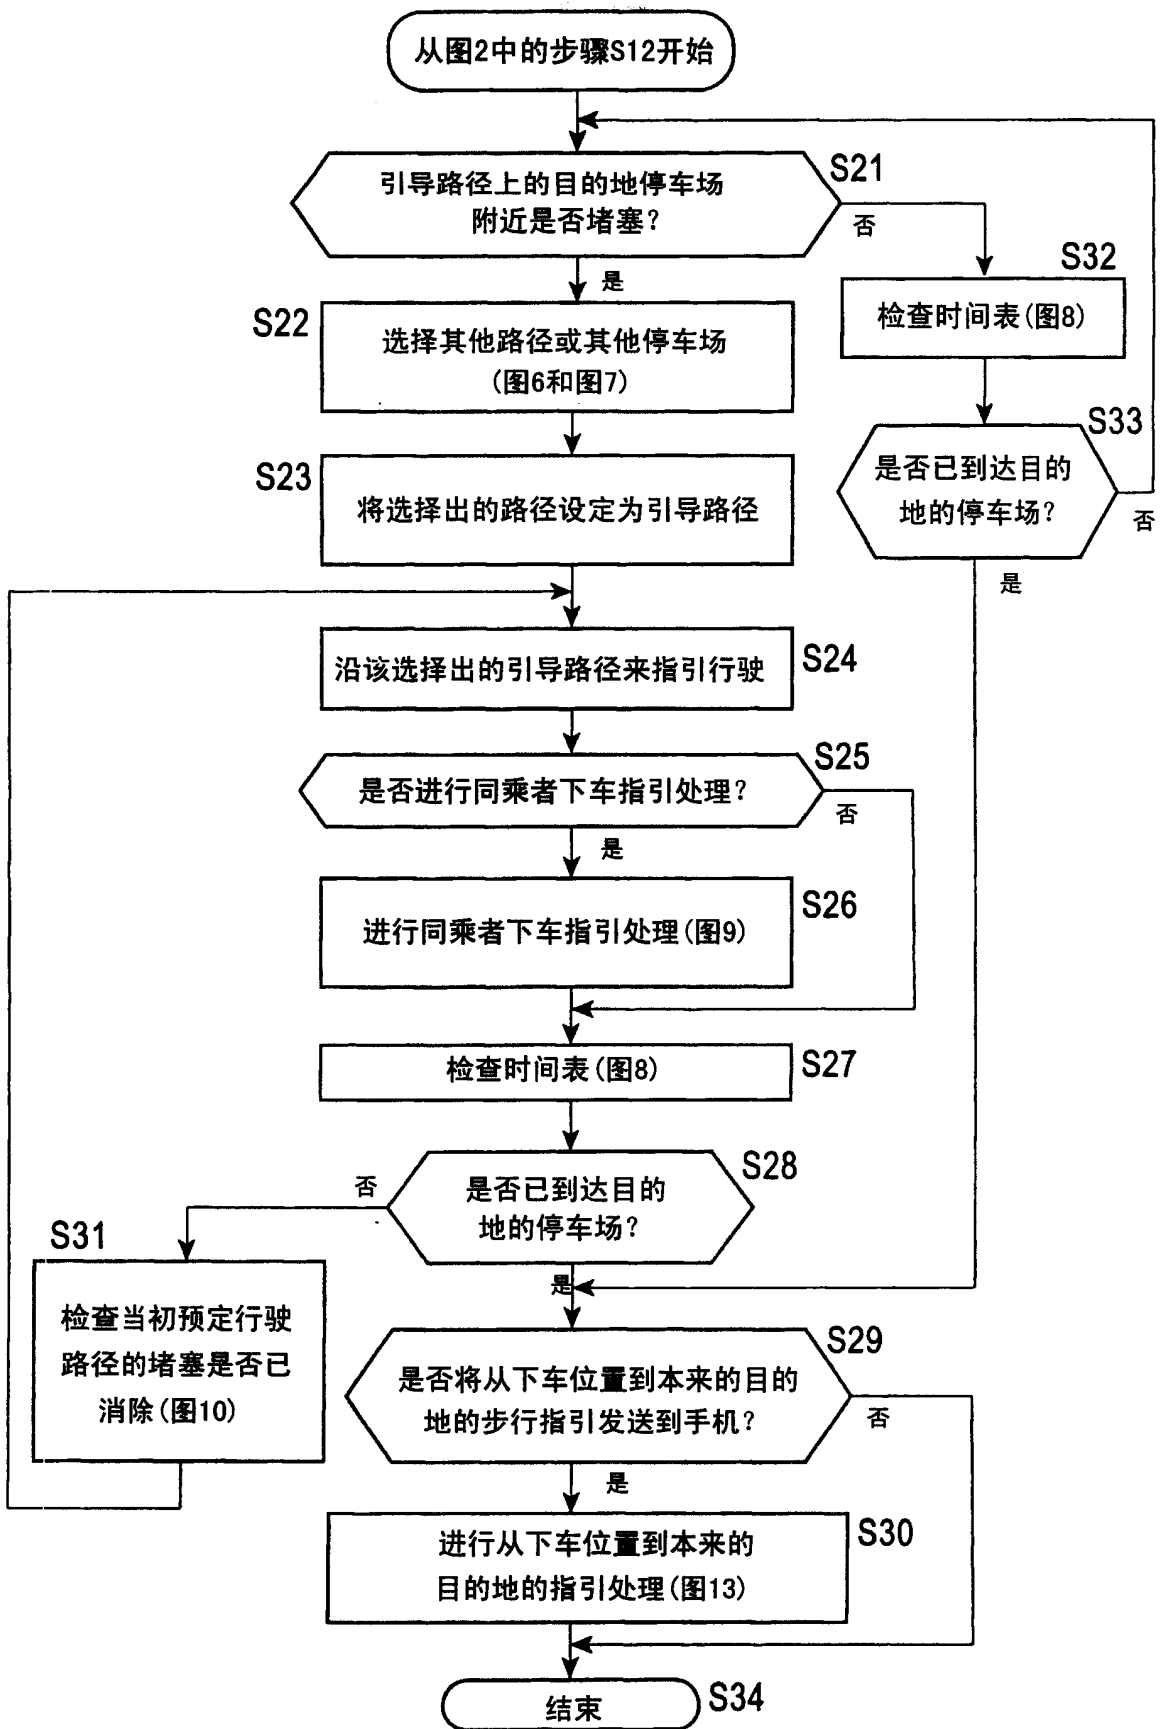 从图2中的步骤S12开始
引导路径上的目的地停车场
附近是否堵塞?
S21
否
是
S32
检查时间表(图8)
S22
选择其他路径或其他停车场
(图6和图7)
S33
是否已到达目的
地的停车场?
否
是
S23
将选择出的路径设定为引导路径
沿该选择出的引导路径来指引行驶
S24
是否进行同乘者下车指引处理?
S25
否
是
进行同乘者下车指引处理(图9)
S26
检查时间表(图8)
S27
是否已到达目的
地的停车场?
S28
否
是
S31
检查当初预定行驶
路径的堵塞是否已
消除(图10)
是否将从下车位置到本来的目的
地的步行指引发送到手机?
S29
否
是
进行从下车位置到本来的
目的地的指引处理(图13)
S30
结束
S34